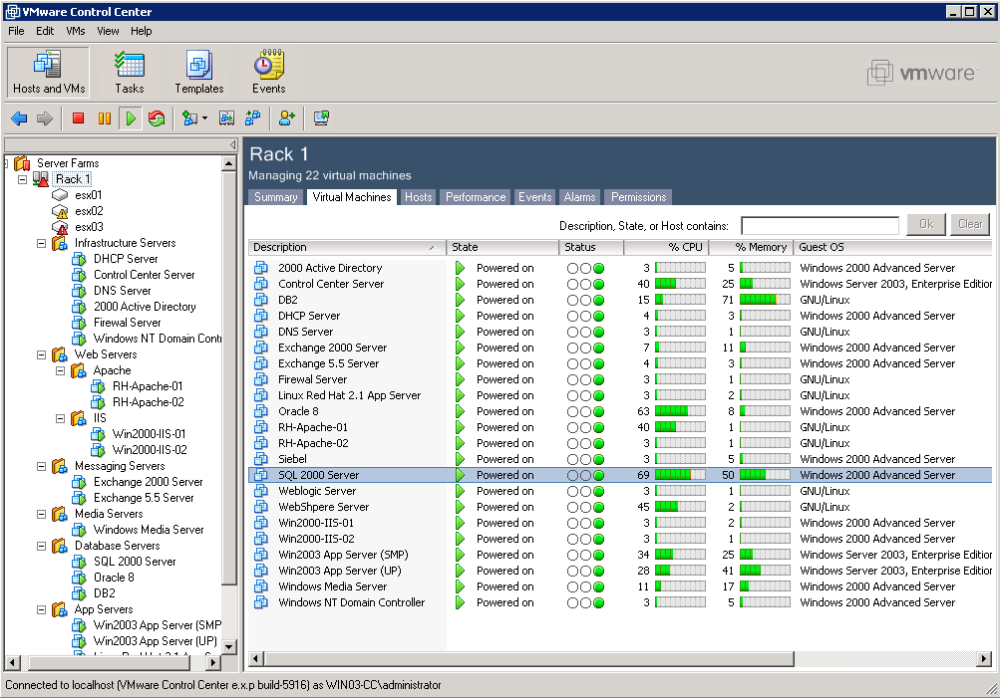 VMware Control Center
File Edit VMs View Help
Hosts and VMs Tasks Templates Events
vmware
Server Farms
Rack 1
esx01
esx02
esx03
Infrastructure Servers
DHCP Server
Control Center Server
DNS Server
2000 Active Directory
Firewal Server
Windows NT Domain Cont
Web Servers
Apache
RH-Apache-01
RH-Apache-02
IIS
Win2000-IIS-01
Win2000-IIS-02
Messaging Servers
Exchange 2000 Server
Exchange 5.5 Server
Media Servers
Windows Media Server
Database Servers
SQL 2000 Server
Oracle 8
DB2
App Servers
Win2003 App Server (SMP
Win2003 App Server (UP)
Rack 1
Managing 22 virtual machines
Summary Virtual Machines Hosts Performance Events Alarms Permissions
Description, State, or Host contains: Ok Clear
Description State Status % CPU % Memory Guest OS
2000 Active Directory Powered on 3 5 Windows 2000 Advanced Server
Control Center Server Powered on 40 25 Windows Server 2003, Enterprise Edition
DB2 Powered on 15 71 GNU/Linux
DHCP Server Powered on 4 3 Windows 2000 Advanced Server
DNS Server Powered on 3 1 GNU/Linux
Exchange 2000 Server Powered on 7 11 Windows 2000 Advanced Server
Exchange 5.5 Server Powered on 4 3 Windows 2000 Advanced Server
Firewal Server Powered on 3 1 GNU/Linux
Linux Red Hat 2.1 App Server Powered on 3 2 GNU/Linux
Oracle 8 Powered on 63 8 Windows 2000 Advanced Server
RH-Apache-01 Powered on 40 1 GNU/Linux
RH-Apache-02 Powered on 3 1 GNU/Linux
Siebel Powered on 3 5 Windows 2000 Advanced Server
SQL 2000 Server Powered on 69 50 Windows 2000 Advanced Server
Weblogic Server Powered on 3 1 GNU/Linux
WebShpere Server Powered on 45 2 GNU/Linux
Win2000-IIS-01 Powered on 3 2 Windows 2000 Advanced Server
Win2000-IIS-02 Powered on 3 2 Windows 2000 Advanced Server
Win2003 App Server (SMP) Powered on 34 25 Windows Server 2003, Enterprise Edition
Win2003 App Server (UP) Powered on 28 41 Windows Server 2003, Enterprise Edition
Windows Media Server Powered on 11 17 Windows 2000 Advanced Server
Windows NT Domain Controller Powered on 3 5 Windows 2000 Advanced Server
Connected to localhost (VMware Control Center e.x.p build-5916) as WIN03-CC\administrator